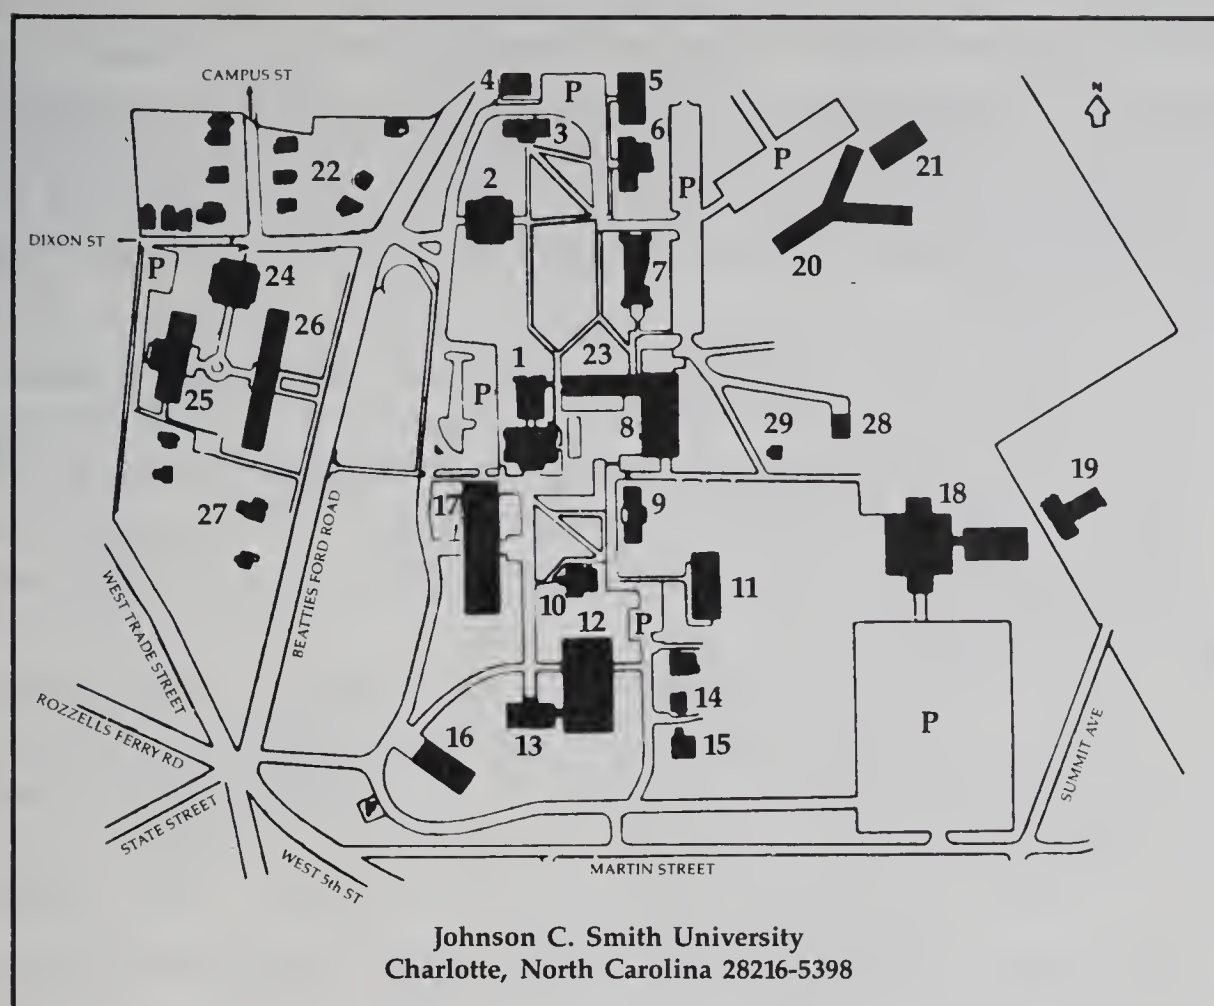 CAMPUS ST
N
4
P
5
3
6
22
2
P
P
21
DIXON ST
P
24
7
20
26
1
23
P
25
8
29
28
27
17
9
18
19
BEATTIES FORD ROAD
WEST TRADE STREET
10
11
12
P
ROZZELLS FERRY RD
14
13
16
15
P
SUMMIT AVE
STATE STREET
WEST 5th ST
MARTIN STREET
Johnson C. Smith University
Charlotte, North Carolina 28216-5398